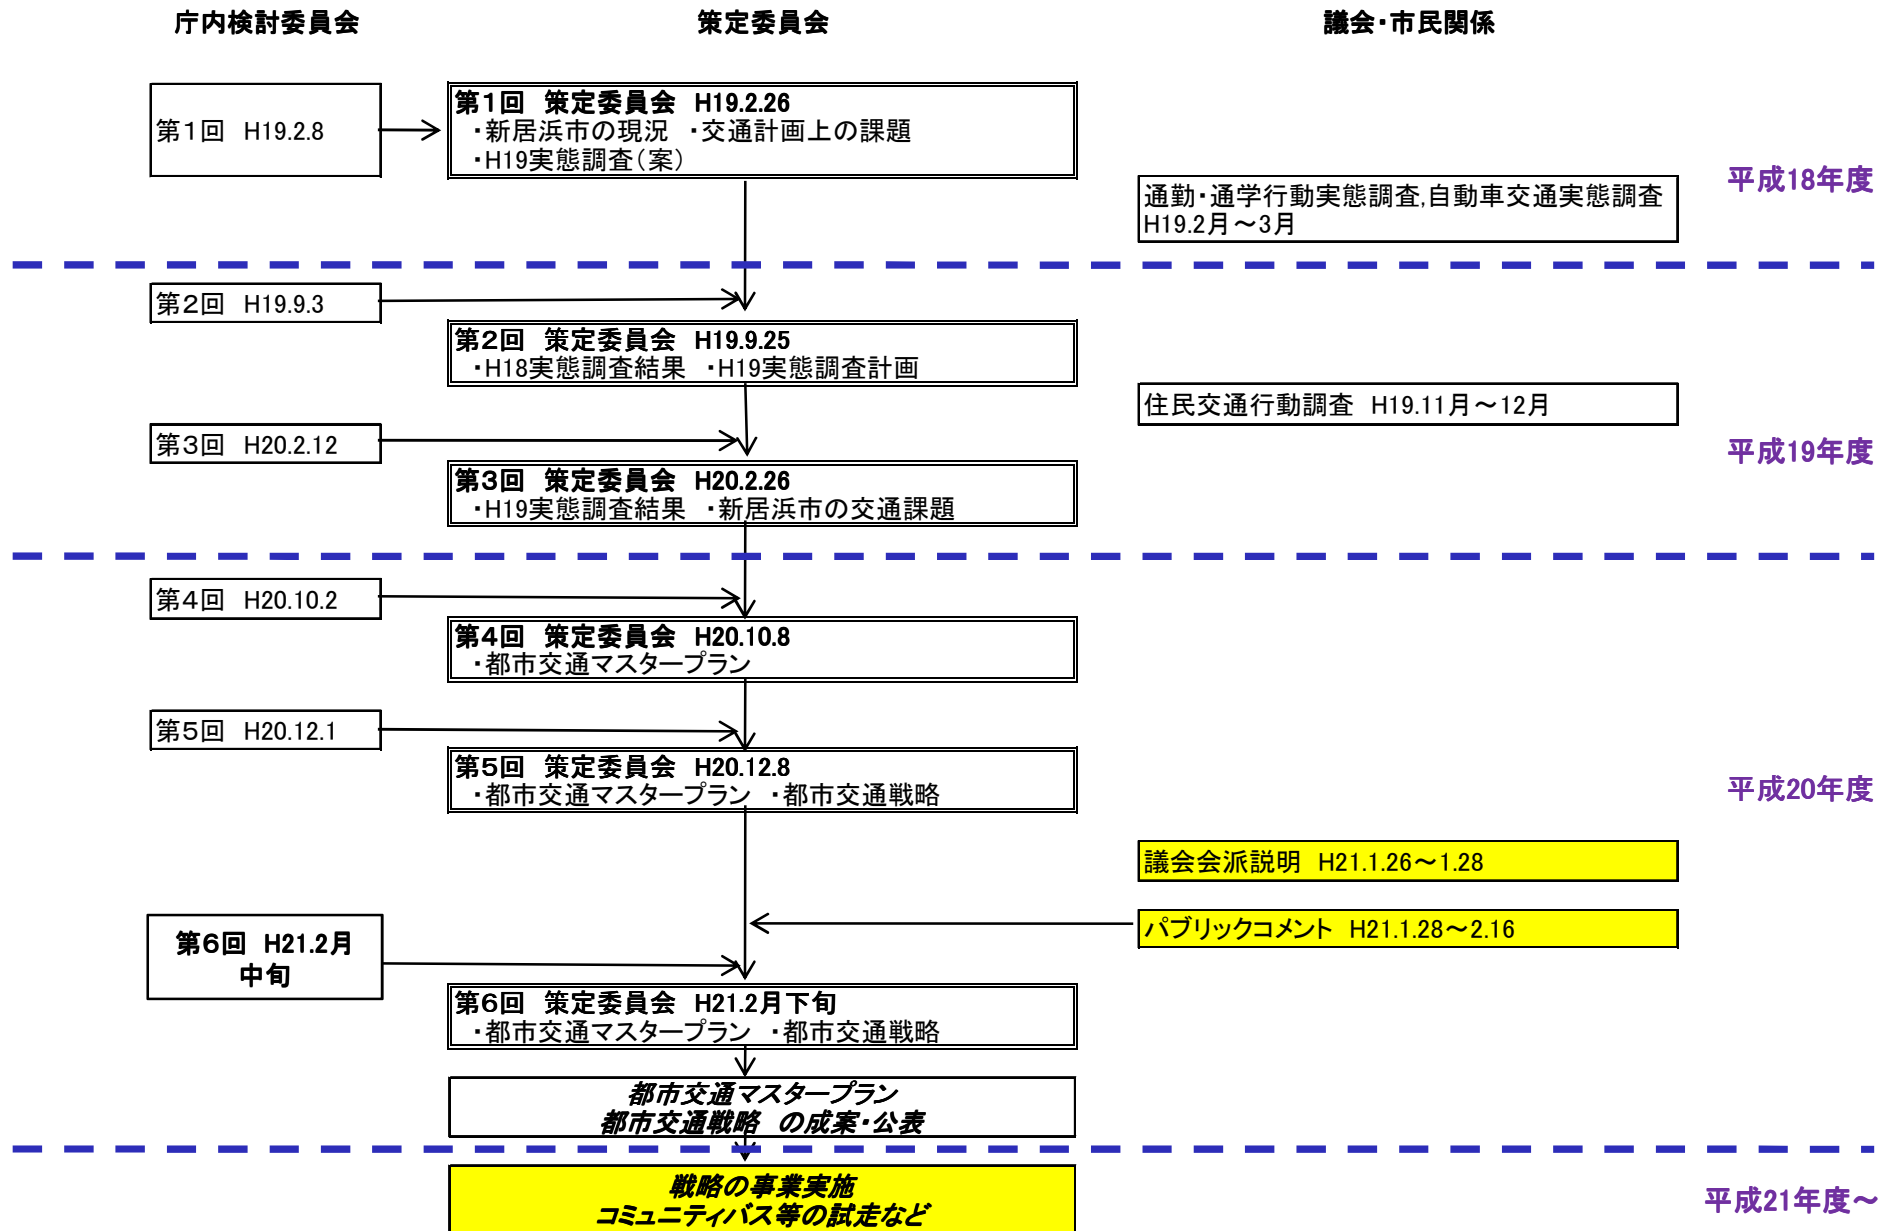 庁内検討委員会
策定委員会
議会・市民関係
第1回 H19.2.8
第1回 策定委員会 H19.2.26
・新居浜市の現況 ・交通計画上の課題
・H19実態調査(案)
平成18年度
通勤・通学行動実態調査,自動車交通実態調査
H19.2月～3月
第2回 H19.9.3
第2回 策定委員会 H19.9.25
・H18実態調査結果 ・H19実態調査計画
住民交通行動調査 H19.11月～12月
第3回 H20.2.12
平成19年度
第3回 策定委員会 H20.2.26
・H19実態調査結果 ・新居浜市の交通課題
第4回 H20.10.2
第4回 策定委員会 H20.10.8
・都市交通マスタープラン
第5回 H20.12.1
第5回 策定委員会 H20.12.8
・都市交通マスタープラン ・都市交通戦略
平成20年度
議会会派説明 H21.1.26～1.28
パブリックコメント H21.1.28～2.16
第6回 H21.2月
中旬
第6回 策定委員会 H21.2月下旬
・都市交通マスタープラン ・都市交通戦略
都市交通マスタープラン
都市交通戦略 の成案・公表
戦略の事業実施
コミュニティバス等の試走など
平成21年度～